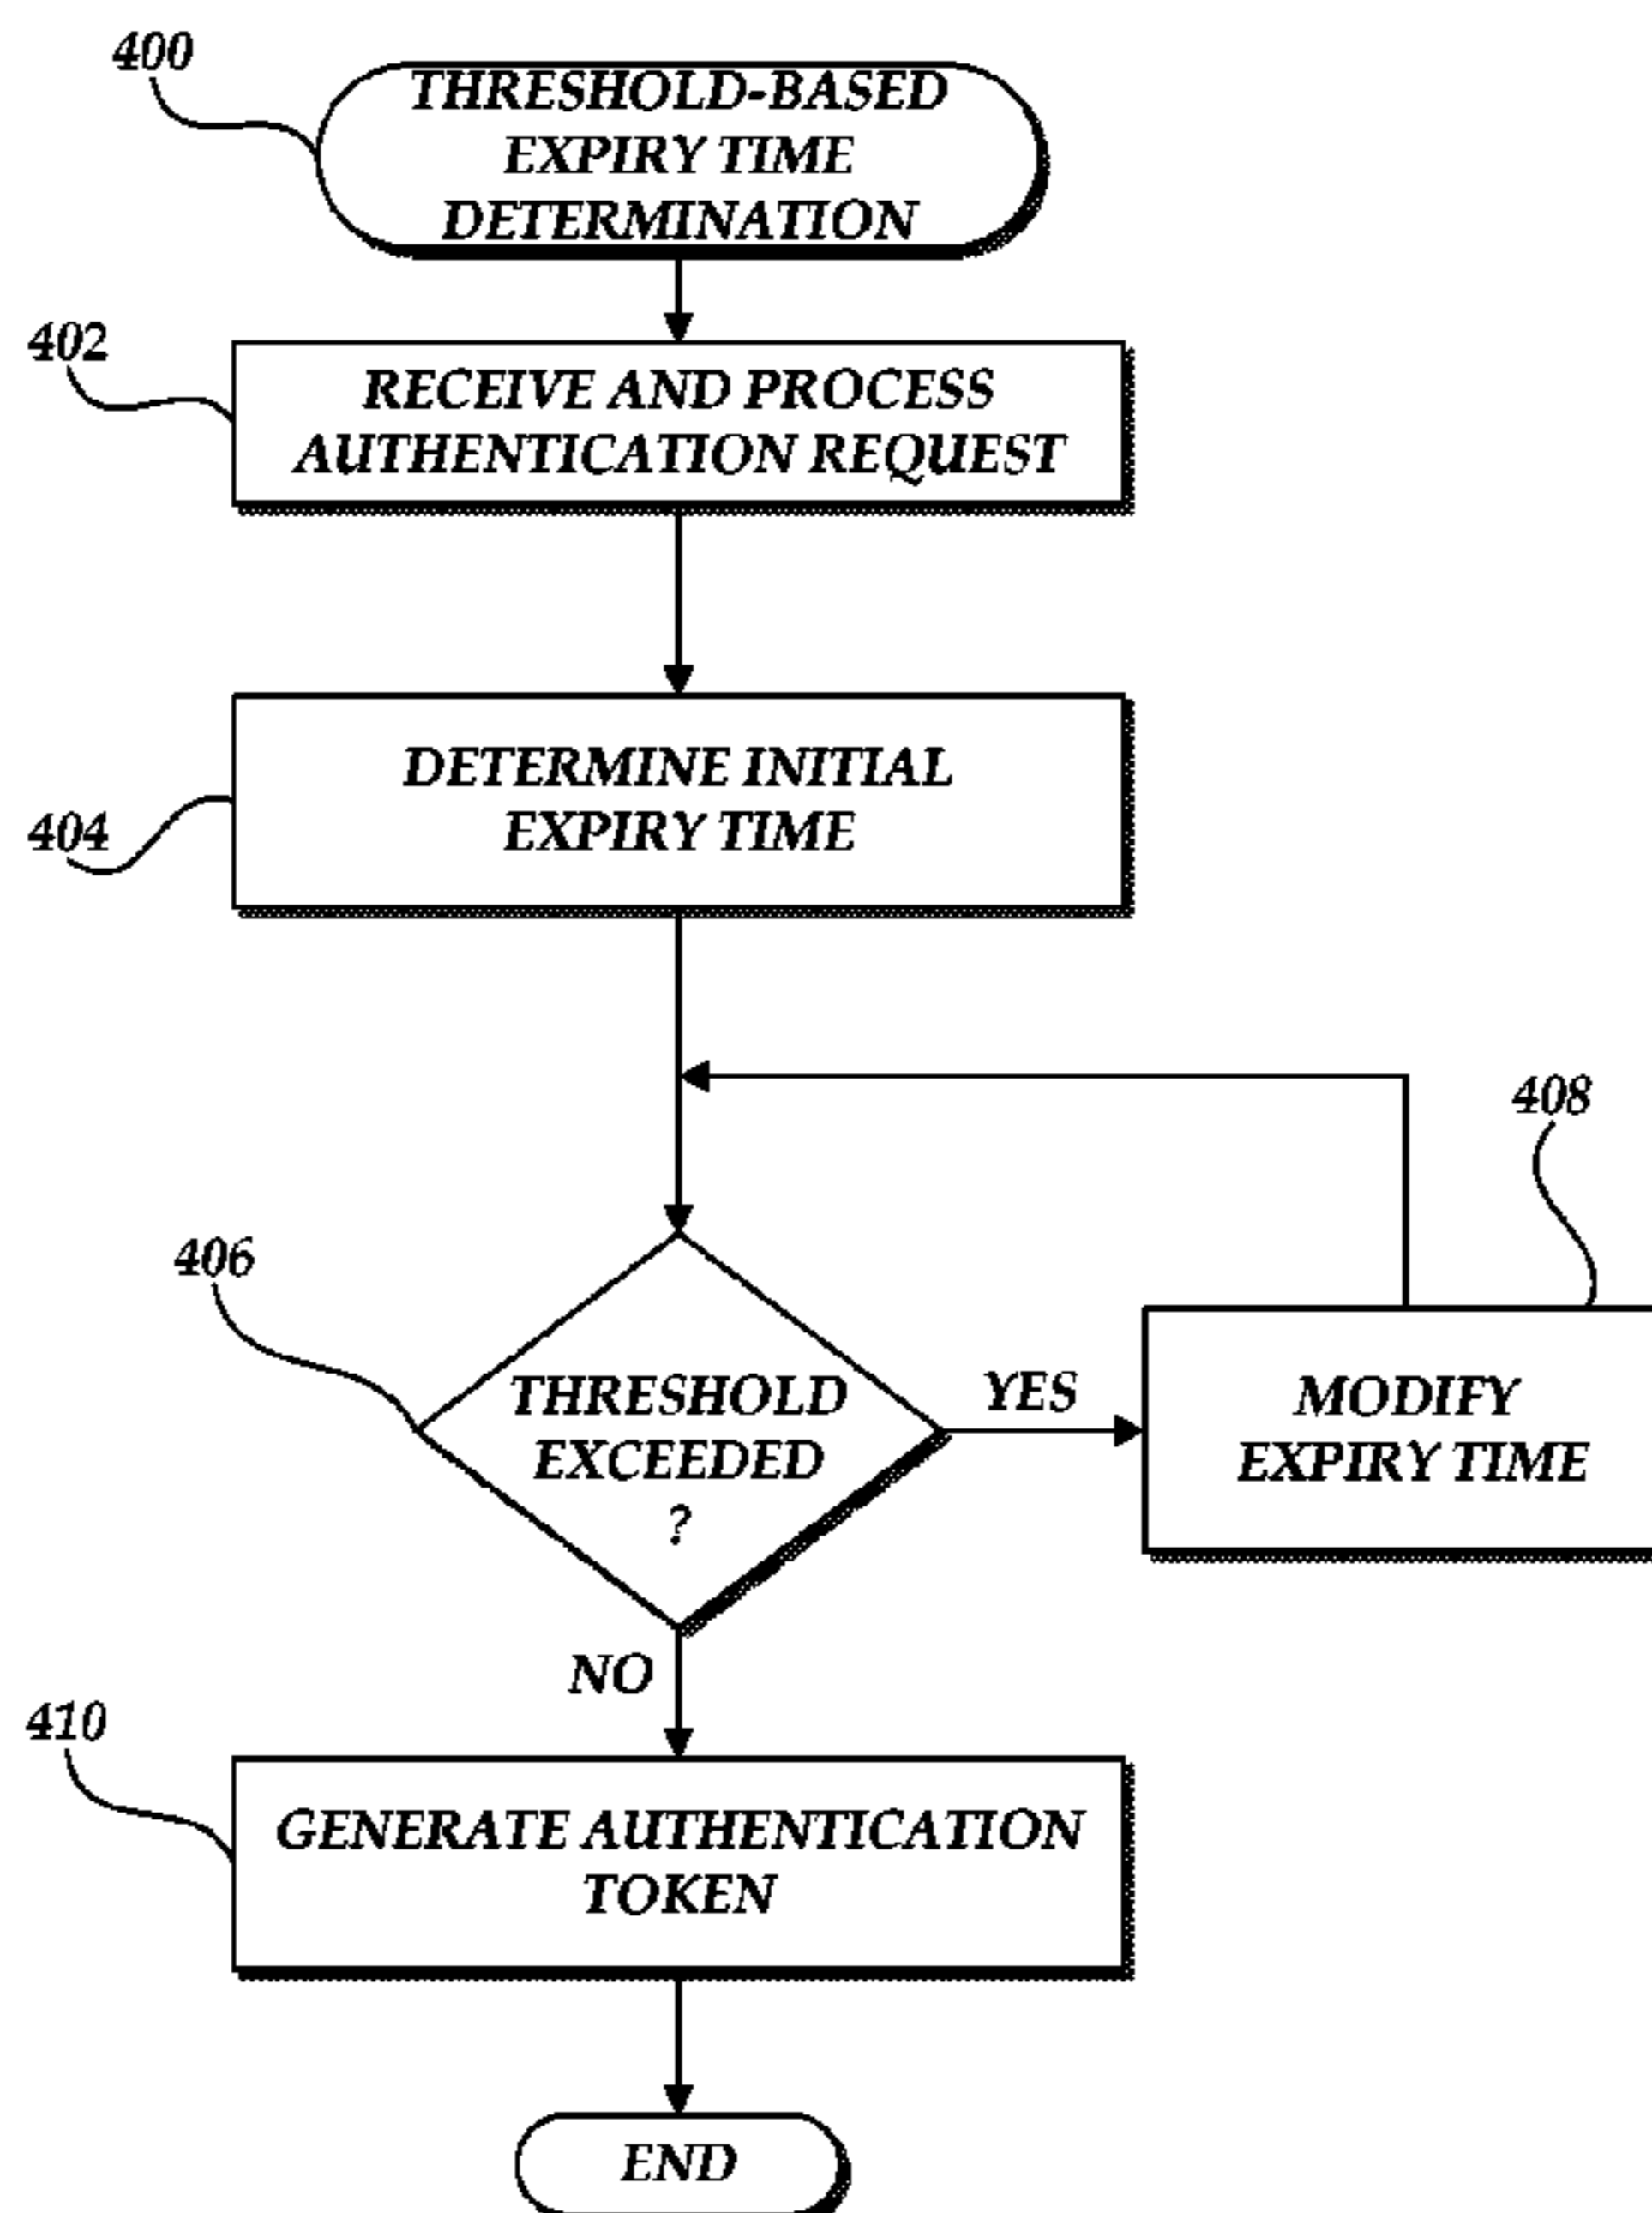 400
THRESHOLD-BASED
EXPIRY TIME
DETERMINATION
402
RECEIVE AND PROCESS
AUTHENTICATION REQUEST
404
DETERMINE INITIAL
EXPIRY TIME
408
406
THRESHOLD
EXCEEDED
?
YES
MODIFY
EXPIRY TIME
NO
410
GENERATE AUTHENTICATION
TOKEN
END